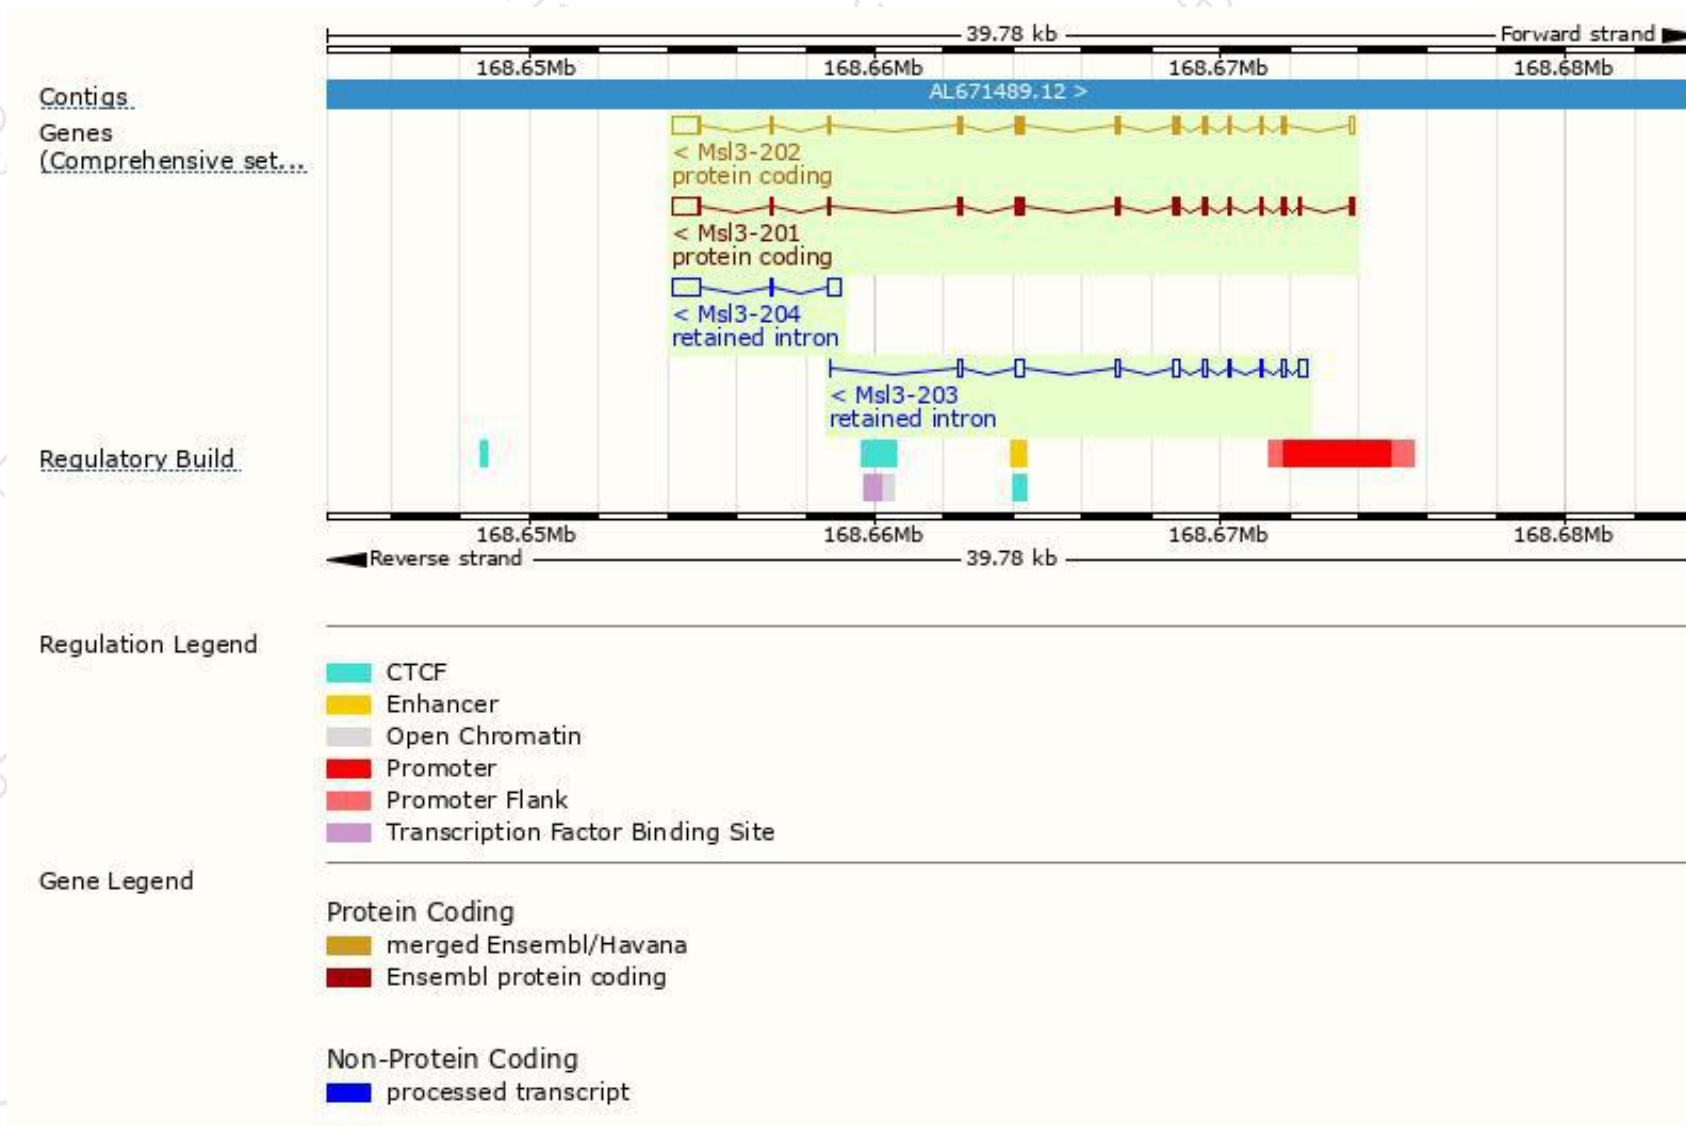 39.78 kb Forward strand
168.65Mb 168.66Mb 168.67Mb 168.68Mb
Contigs AL671489.12 >
Genes
(Comprehensive set...
< Msl3-202
protein coding
< Msl3-201
protein coding
< Msl3-204
retained intron
< Msl3-203
retained intron
Regulatory Build
168.65Mb 168.66Mb 168.67Mb 168.68Mb
Reverse strand 39.78 kb
Regulation Legend
CTCF
Enhancer
Open Chromatin
Promoter
Promoter Flank
Transcription Factor Binding Site
Gene Legend
Protein Coding
merged Ensembl/Havana
Ensembl protein coding
Non-Protein Coding
processed transcript